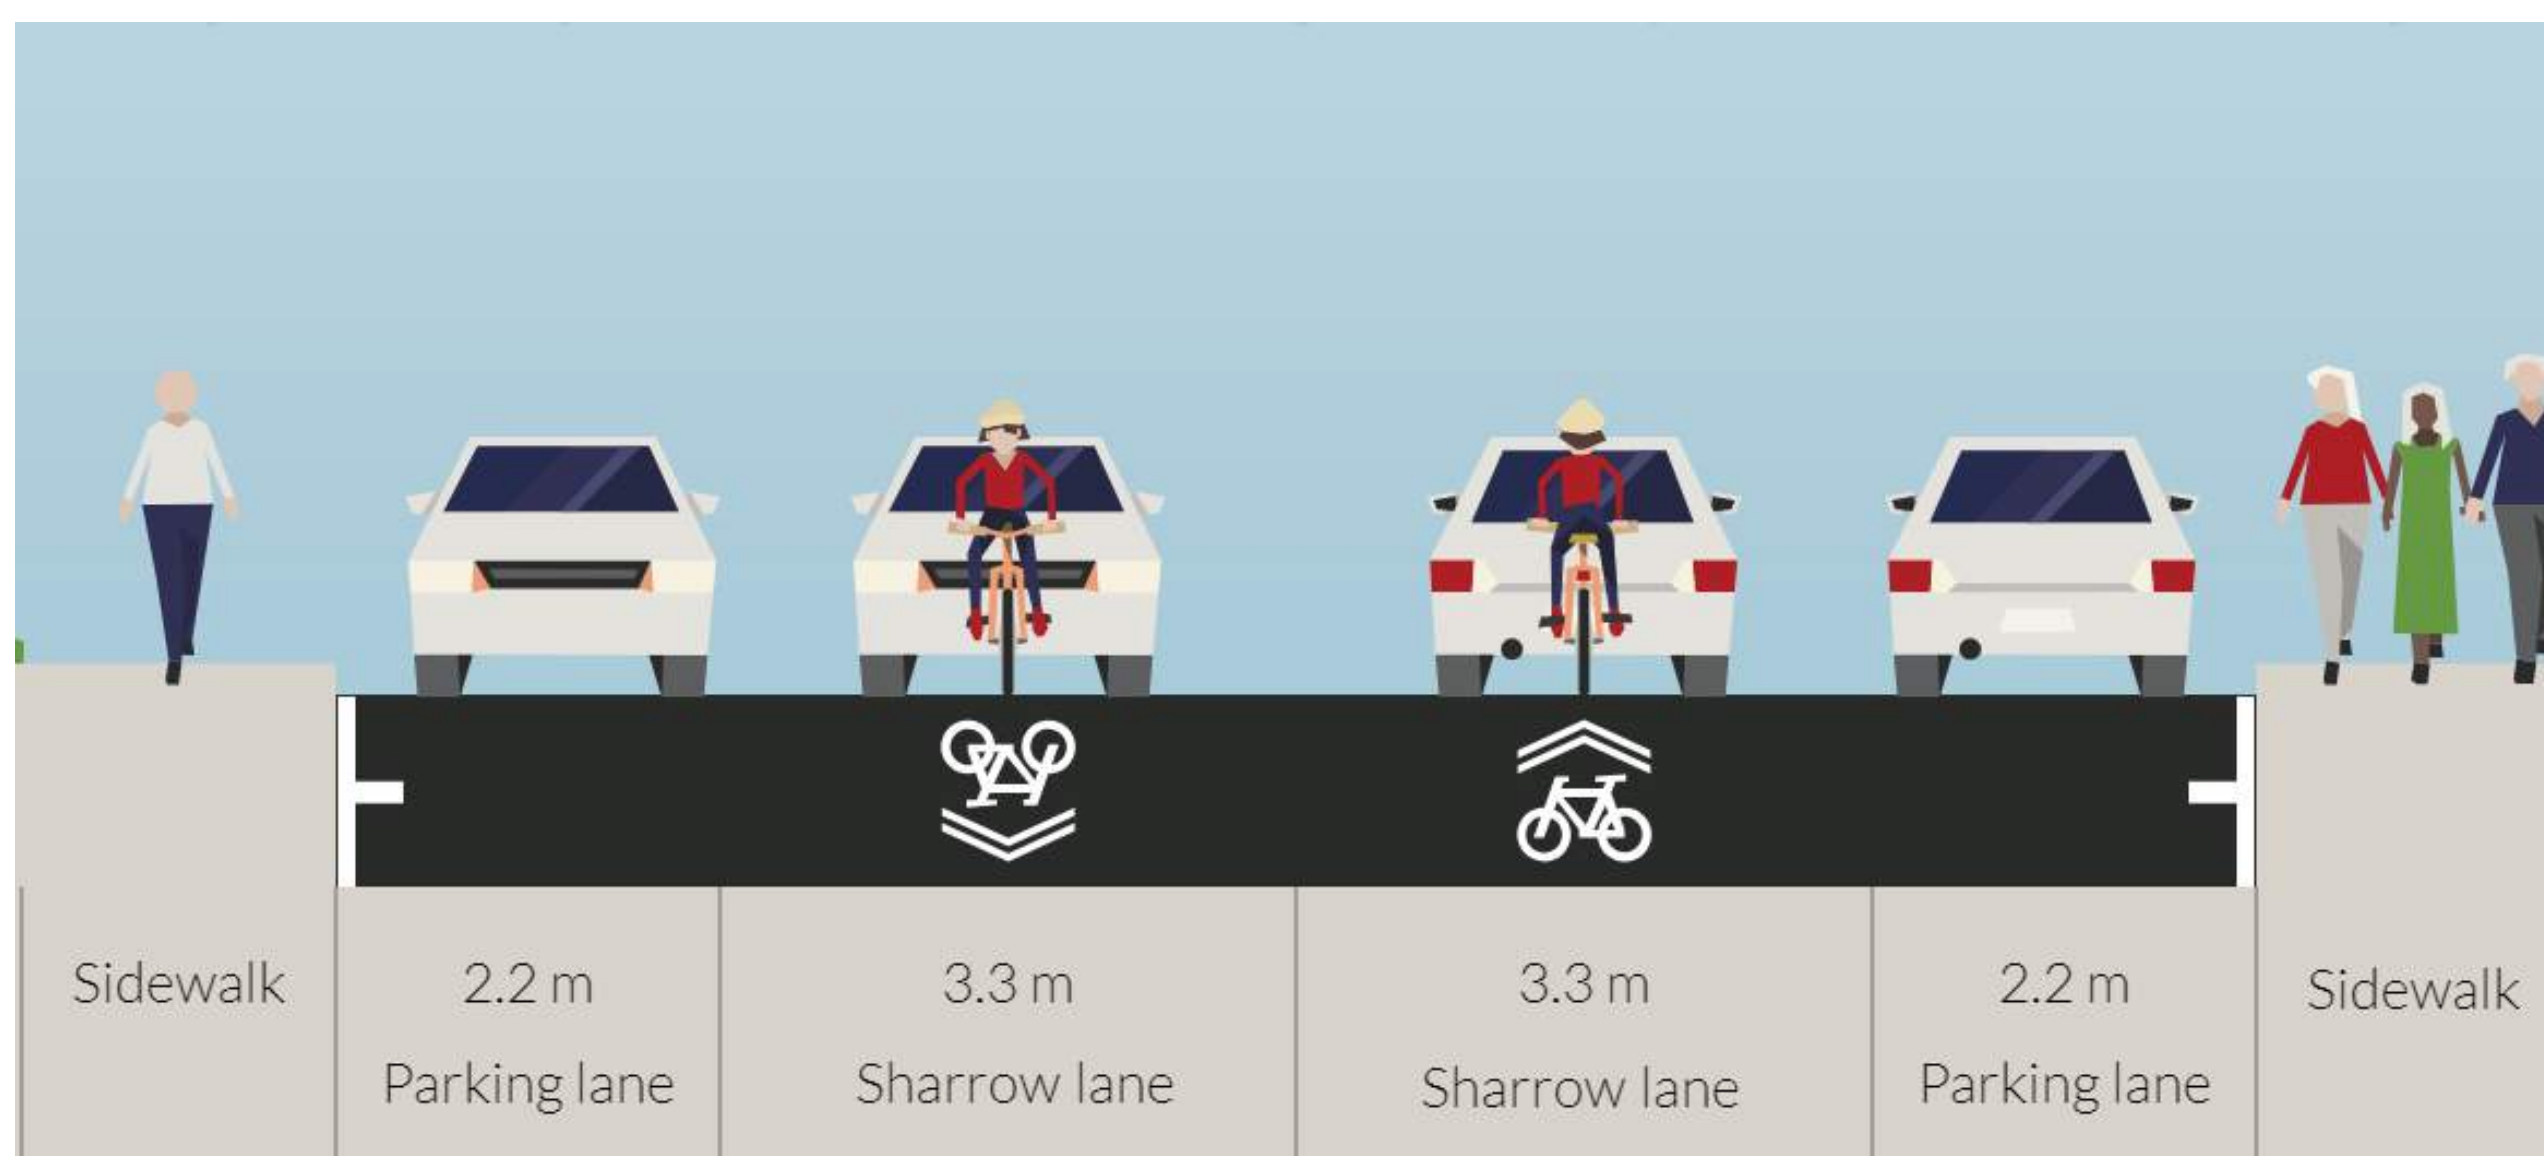 Sidewalk
2.2 m
Parking lane
3.3 m
Sharrow lane
3.3 m
Sharrow lane
2.2 m
Parking lane
Sidewalk